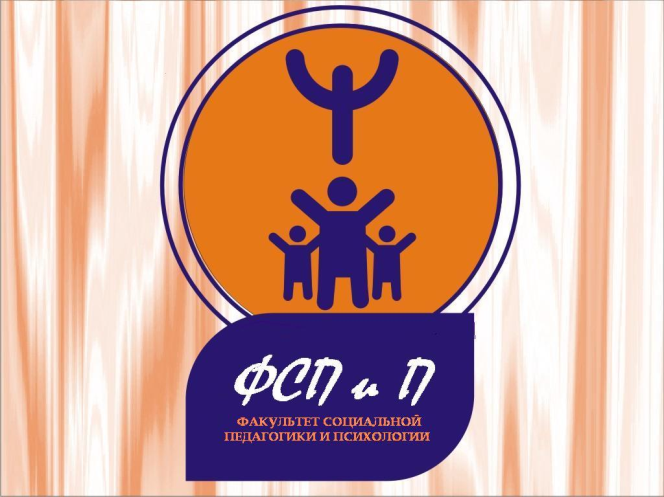 ФСП и П
ФАКУЛЬТЕТ СОЦИАЛЬНОЙ
ПЕДАГОГИКИ И ПСИХОЛОГИИ